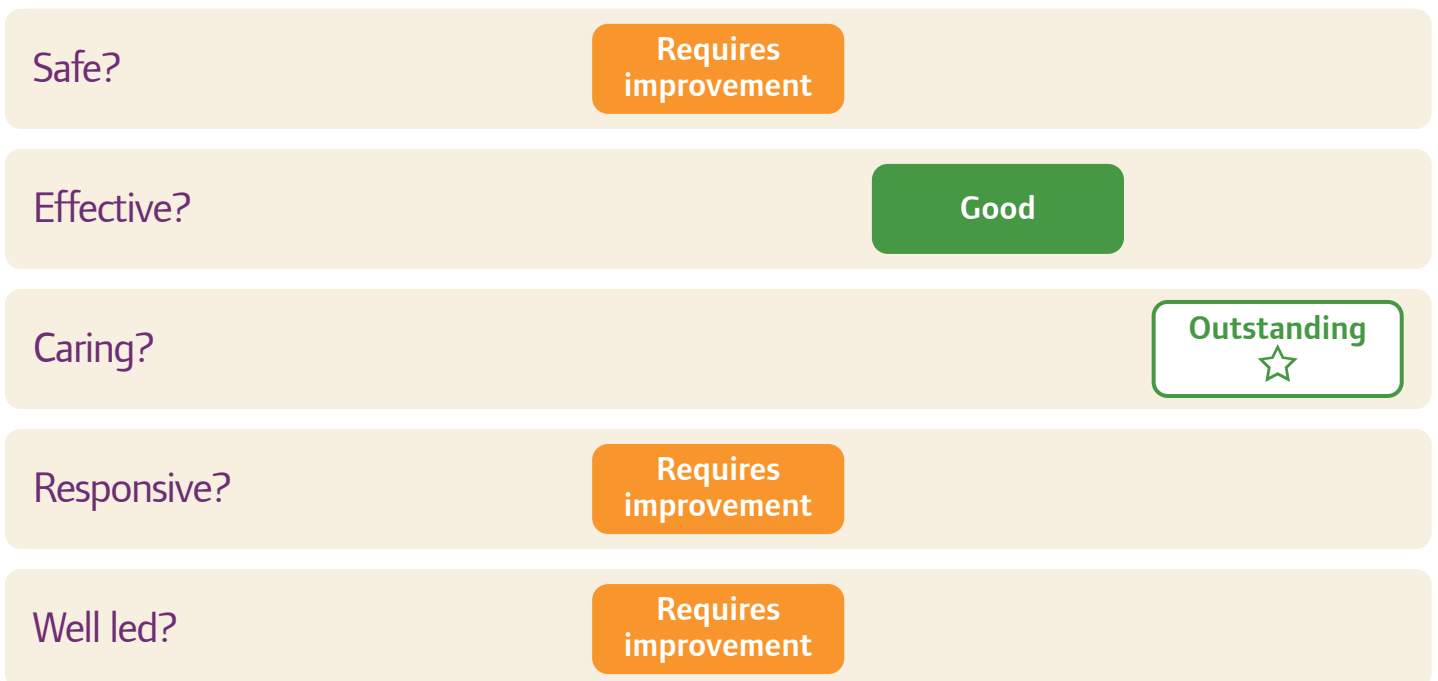 Safe?
Requires
improvement
Effective?
Good
Caring?
Outstanding
Responsive?
Requires
improvement
Well led?
Requires
improvement